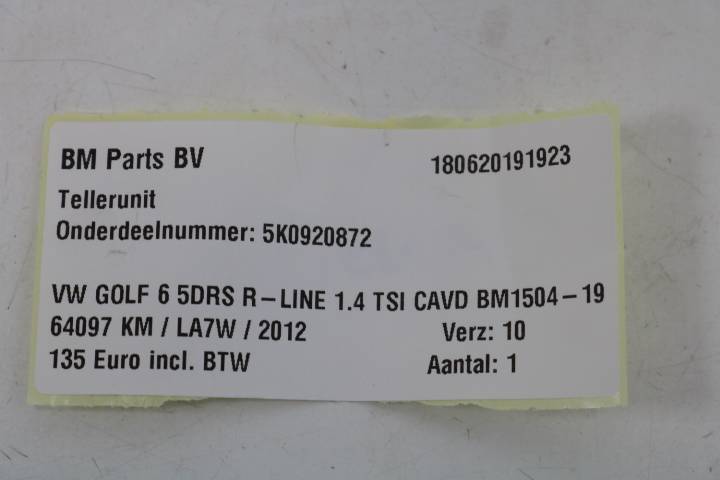 BM Parts BV 180620191923
Tellerunit
Onderdeelnummer: 5K0920872
VW GOLF 6 5DRS R-LINE 1.4 TSI CAVD BM1504-19
64097 KM / LA7W / 2012 Verz: 10
135 Euro incl. BTW Aantal: 1